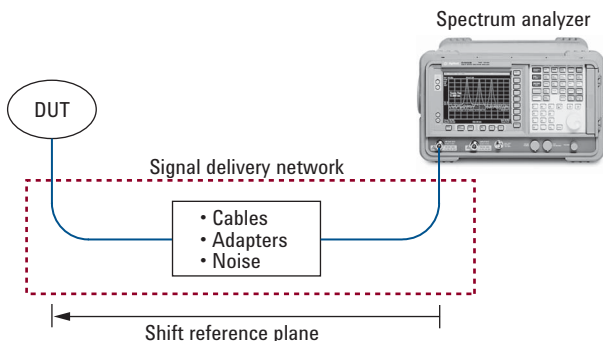 Spectrum analyzer
DUT
Signal delivery network
• Cables
• Adapters
• Noise
Shift reference plane